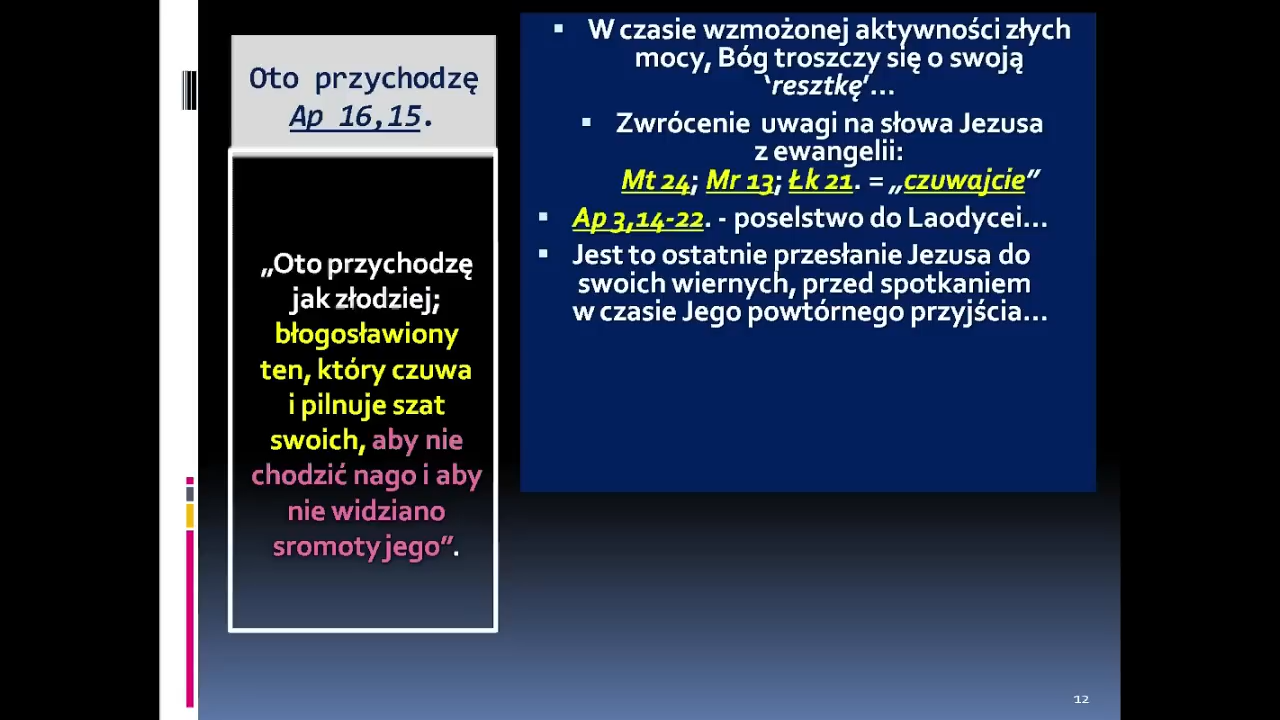 Oto przychodzę
Ap 16,15.
„Oto przychodzę
jak złodziej;
błogosławiony
ten, który czuwa
i pilnuje szat
swoich, aby nie
chodzić nago i aby
nie widziano
sromoty jego”.
▪ W czasie wzmożonej aktywności złych
mocy, Bóg troszczy się o swoją
‘resztkę’…
▪ Zwrócenie uwagi na słowa Jezusa
z ewangelii:
Mt 24; Mr 13; Łk 21. = „czuwajcie”
▪ Ap 3,14-22. - poselstwo do Laodycei…
▪ Jest to ostatnie przesłanie Jezusa do
swoich wiernych, przed spotkaniem
w czasie Jego powtórnego przyjścia…
12